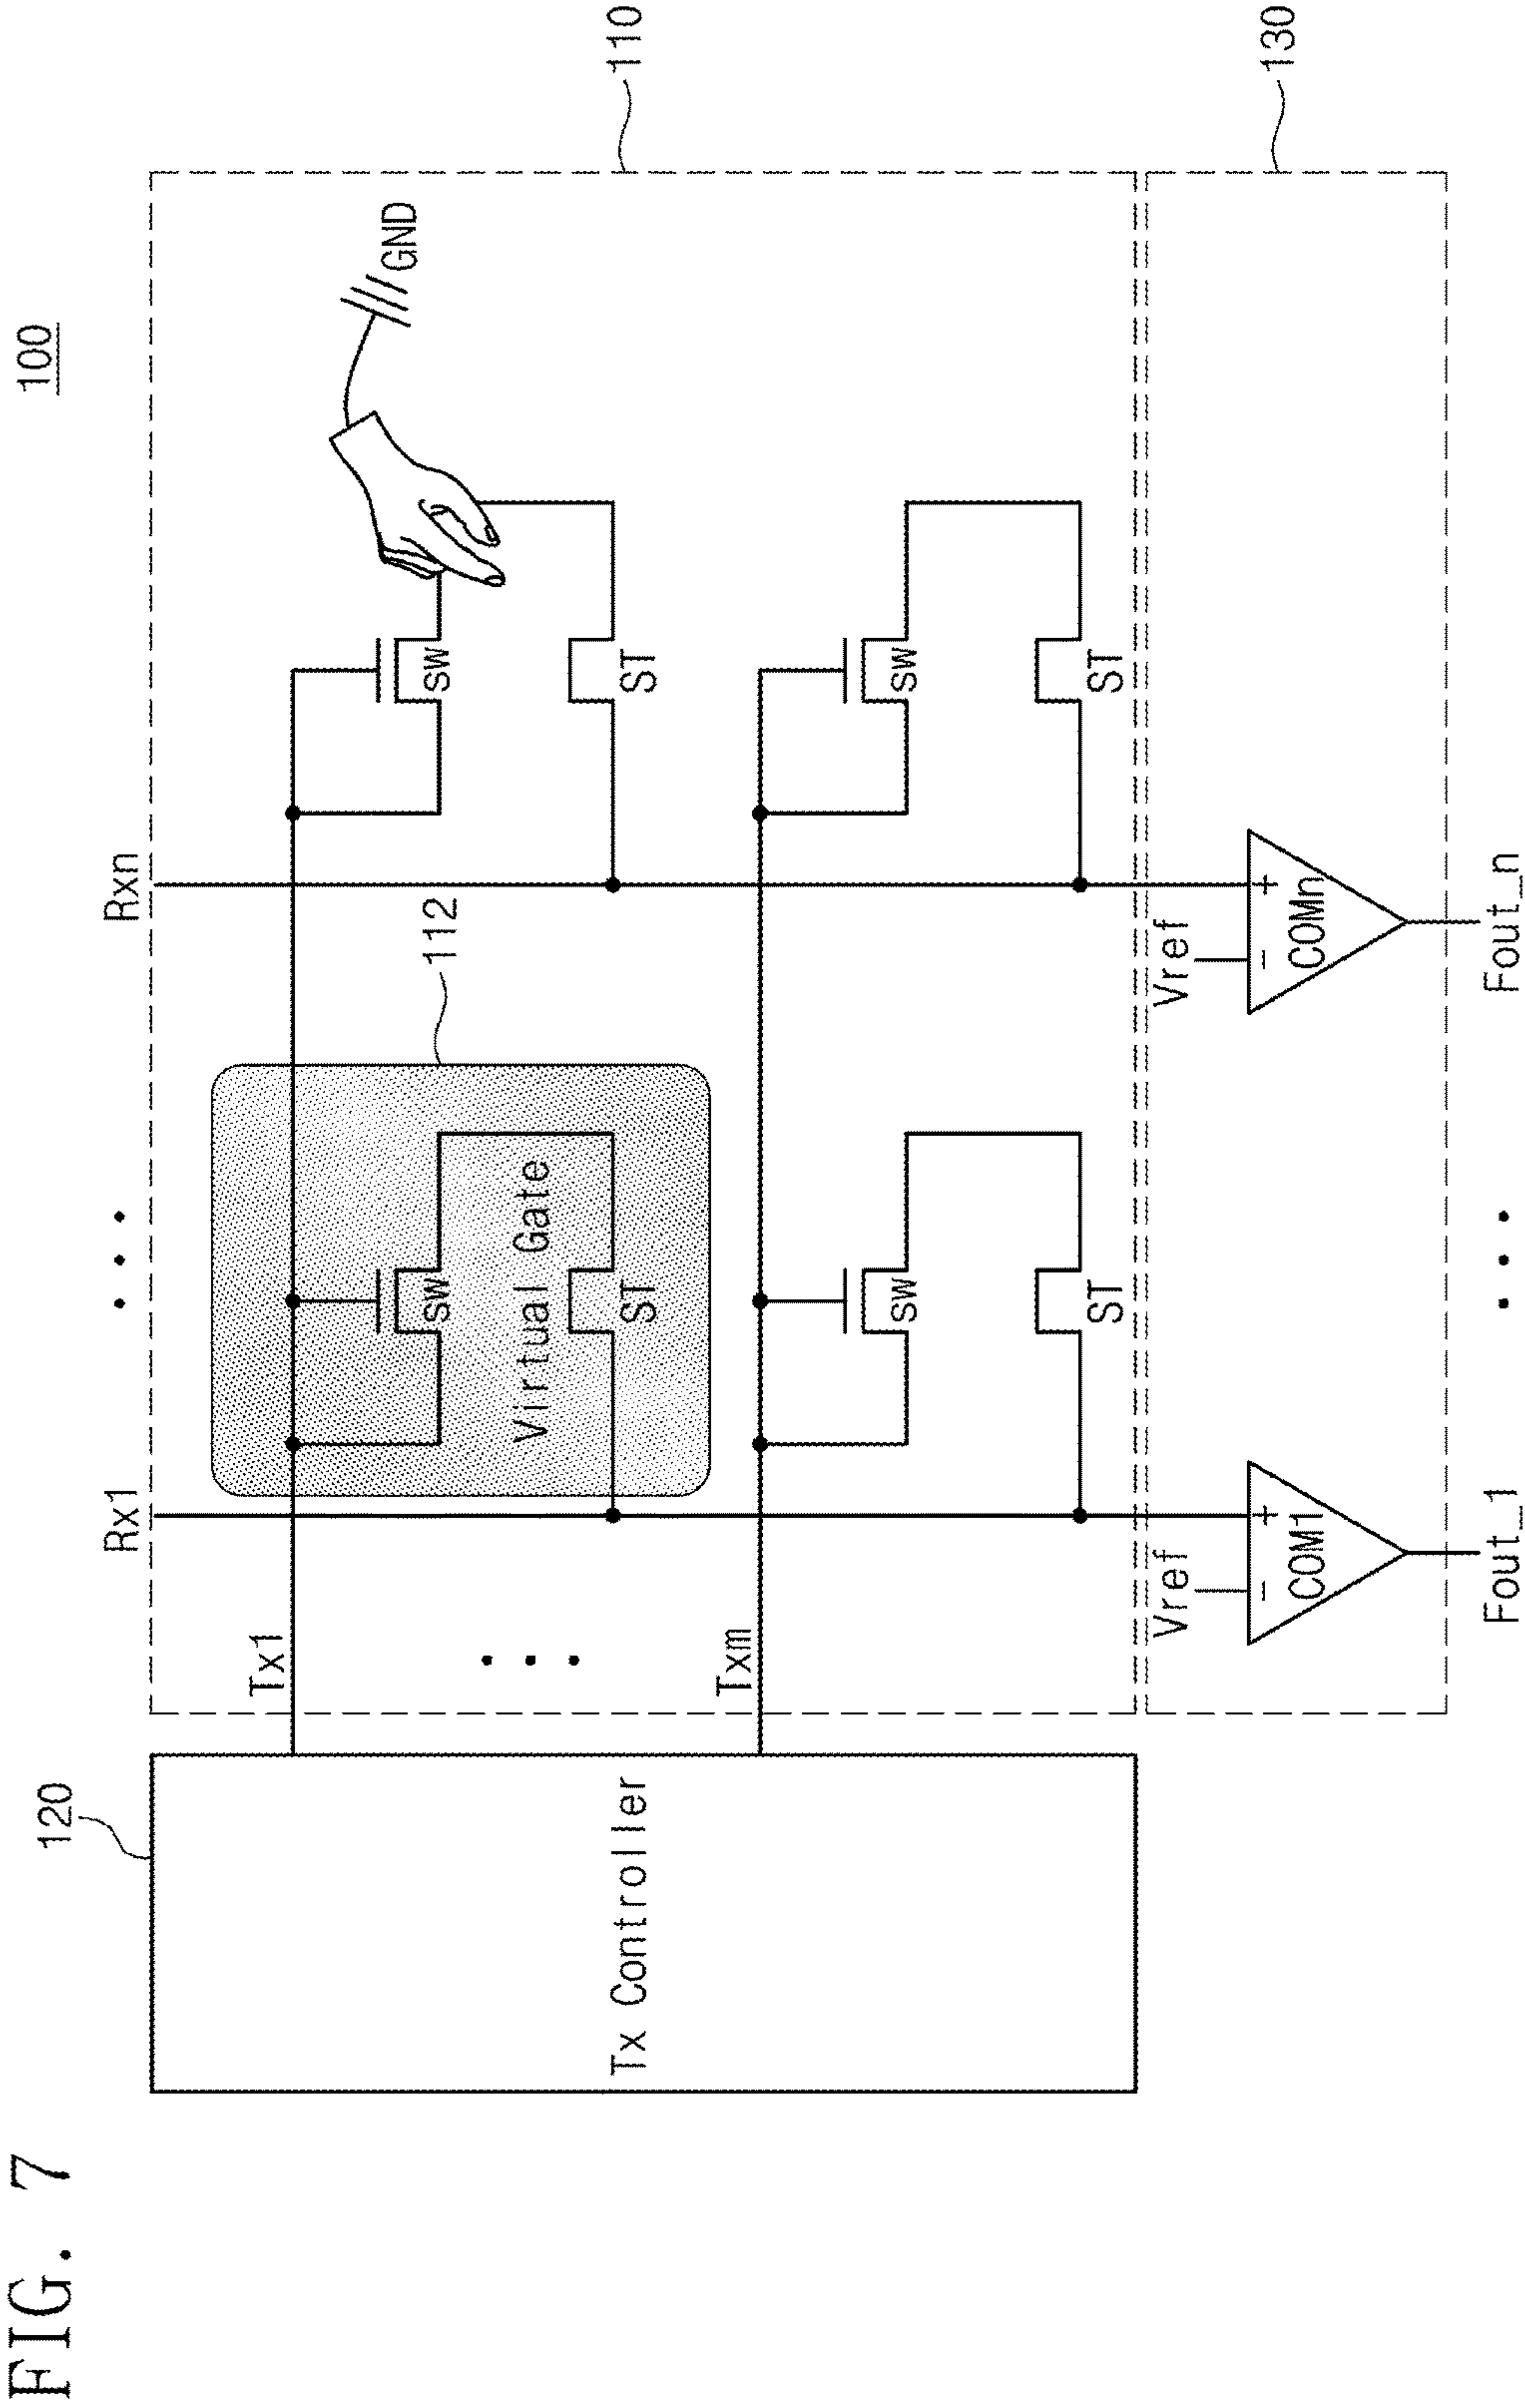 FIG. 7
100
120
Tx Controller
Tx1
Txm
Rx1
Rxn
110
112
GND
SW
Virtual Gate
ST
SW
ST
SW
ST
SW
ST
130
Vref
- +
COM1
Vref
- +
COMn
Fout_1
Fout_n